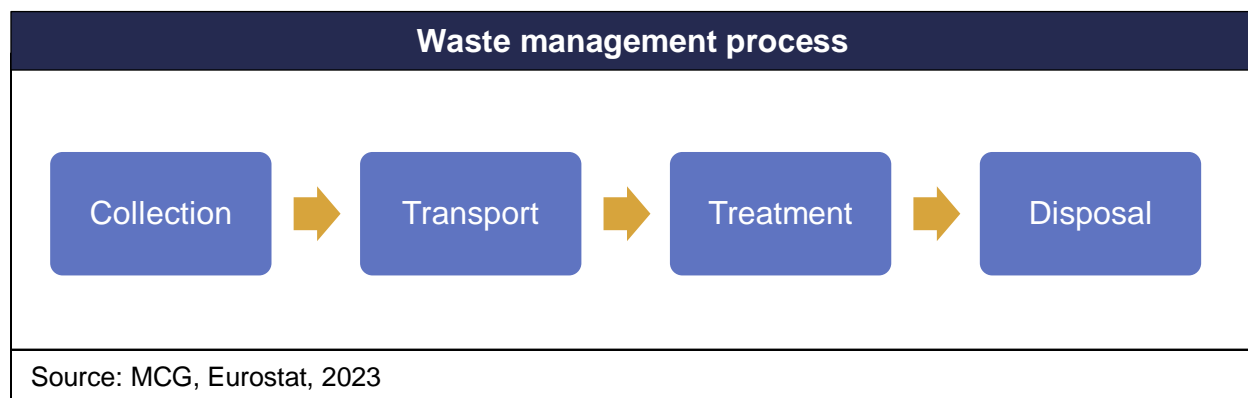 Waste management process
Collection
Transport
Treatment
Disposal
Source: MCG, Eurostat, 2023